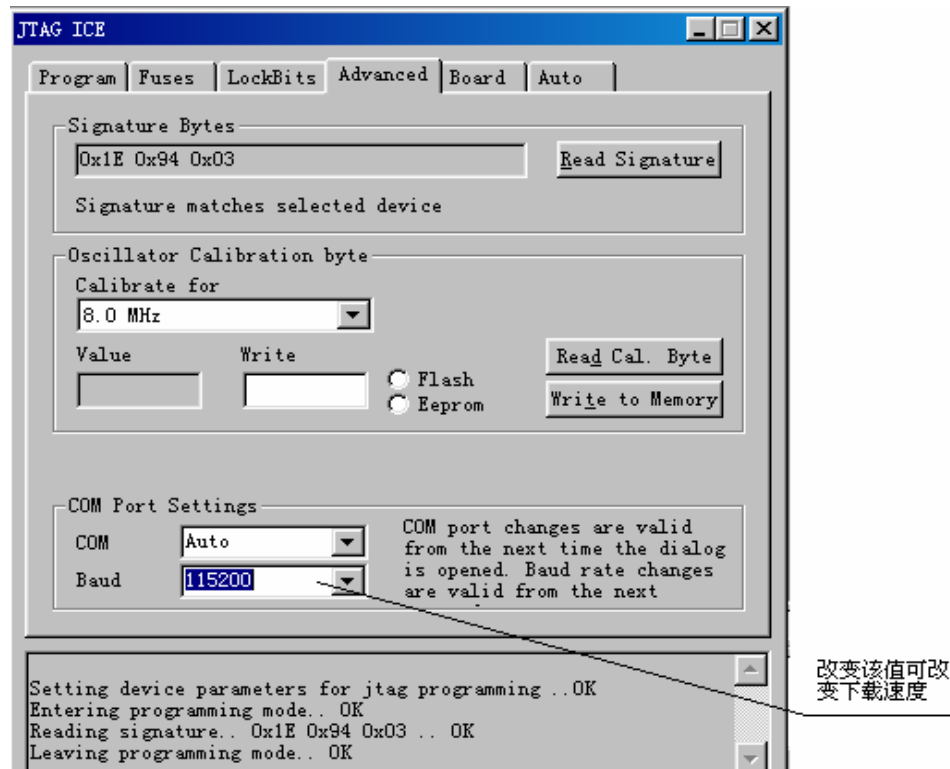 JTAG ICE
Program Fuses LockBits Advanced Board Auto
Signature Bytes
0x1E 0x94 0x03
Read Signature
Signature matches selected device
Oscillator Calibration byte
Calibrate for
8.0 MHz
Value Write
Read Cal. Byte
Flash
Eeprom
Write to Memory
COM Port Settings
COM Auto
Baud 115200
COM port changes are valid
from the next time the dialog
is opened. Baud rate changes
are valid from the next
改变该值可改
变下载速度
Setting device parameters for jtag programming ..OK
Entering programming mode.. OK
Reading signature.. 0x1E 0x94 0x03 .. OK
Leaving programming mode.. OK